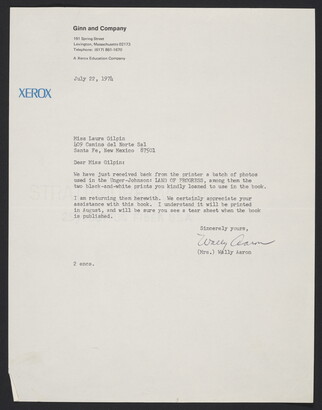 Ginn and Company
191 Spring Street
Lexington, Massachusetts 02173
Telephone: (617) 861-1670
A Xerox Education Company
July 22, 1974
XEROX
Miss Laura Gilpin
409 Camino del Norte Sal
Santa Fe, New Mexico 87501
Dear Miss Gilpin:
We have just received back from the printer a batch of photos
used in the Unger-Johnson: LAND OF PROGRESS, among them the
two black-and-white prints you kindly loaned to use in the book.
I am returning them herewith. We certainly appreciate your
assistance with this book. I understand it will be printed
in August, and will be sure you see a tear sheet when the book
is published.
Sincerely yours,
Wally Aaron
(Mrs.) Wally Aaron
2 encs.